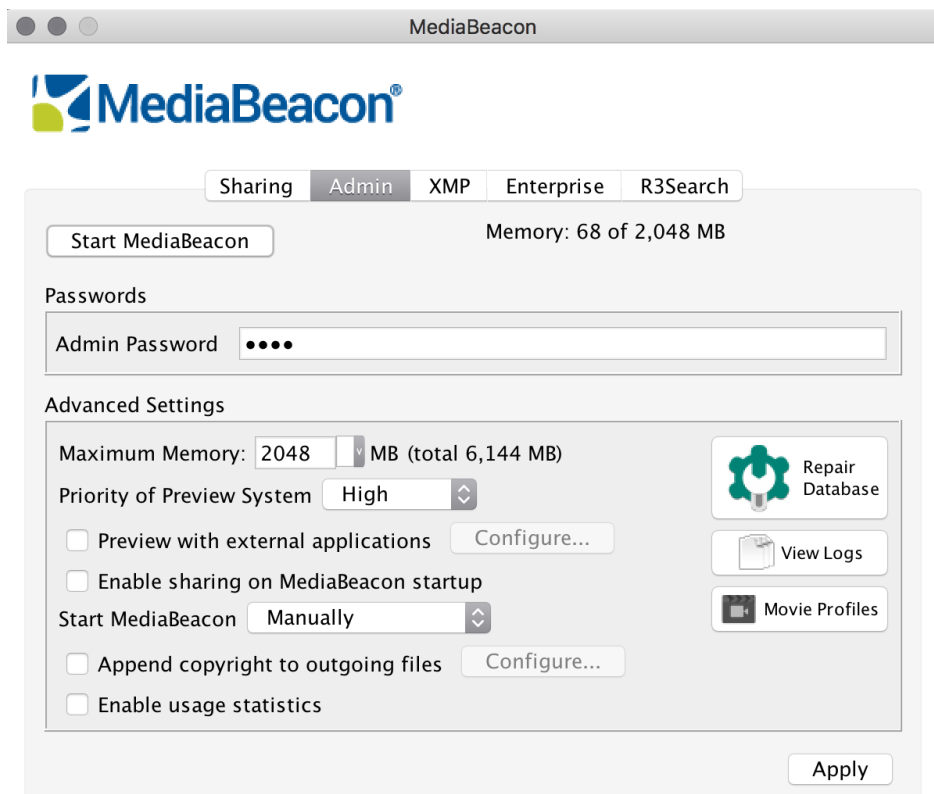 MediaBeacon
MediaBeacon®
Sharing Admin XMP Enterprise R3Search
Start MediaBeacon
Memory: 68 of 2,048 MB
Passwords
Admin Password ••••
Advanced Settings
Maximum Memory: 2048 MB (total 6,144 MB)
Priority of Preview System High
Preview with external applications Configure...
Enable sharing on MediaBeacon startup
Start MediaBeacon Manually
Append copyright to outgoing files Configure...
Enable usage statistics
Repair
Database
View Logs
Movie Profiles
Apply